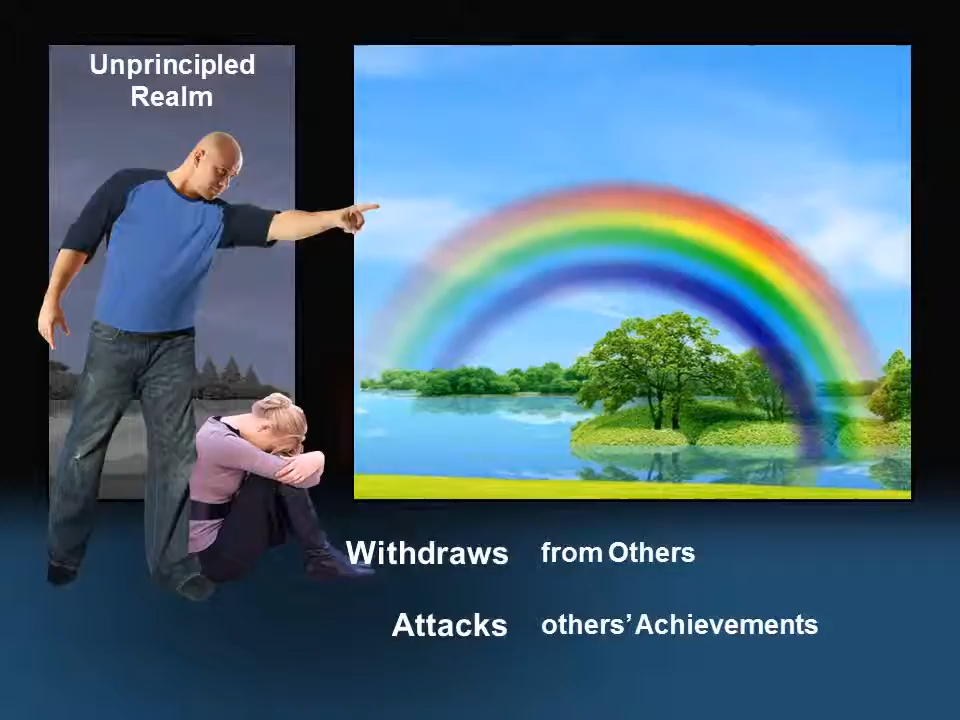 Unprincipled
Realm
Withdraws from Others
Attacks others’ Achievements